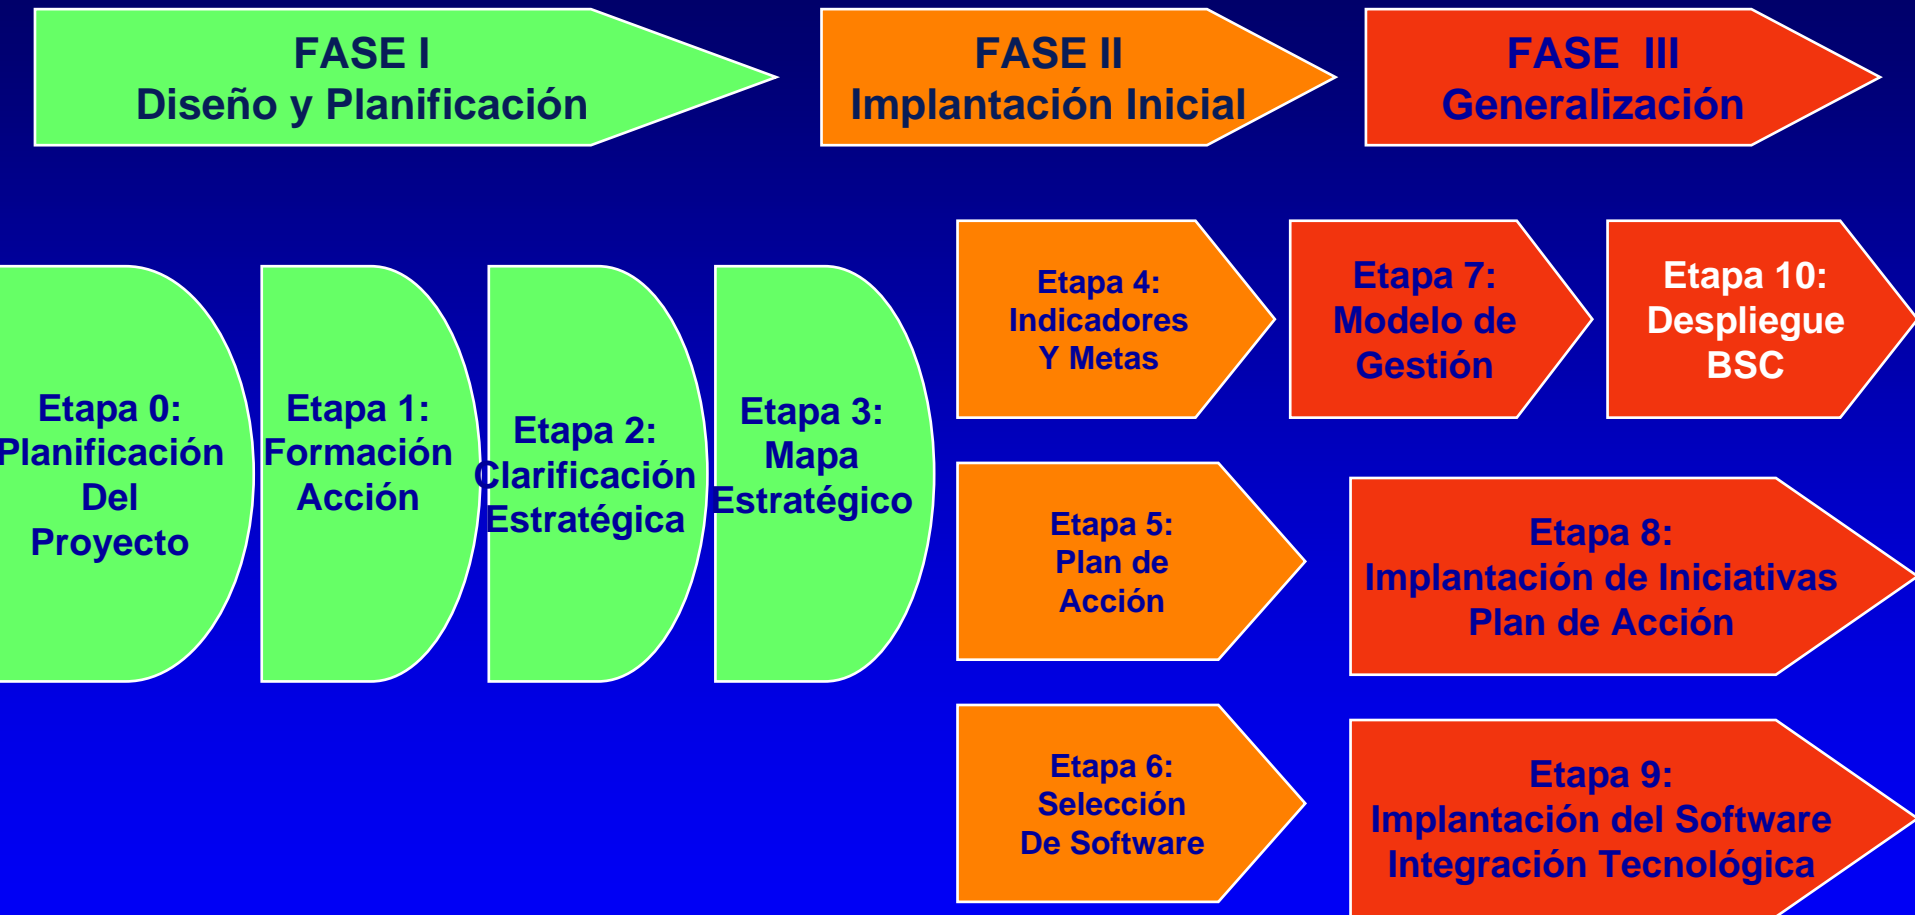 FASE I
Diseño y Planificación
FASE II
Implantación Inicial
FASE III
Generalización
Etapa 0:
Planificación
Del
Proyecto
Etapa 1:
Formación
Acción
Etapa 2:
Clarificación
Estratégica
Etapa 3:
Mapa
Estratégico
Etapa 4:
Indicadores
Y Metas
Etapa 5:
Plan de
Acción
Etapa 6:
Selección
De Software
Etapa 7:
Modelo de
Gestión
Etapa 10:
Despliegue
BSC
Etapa 8:
Implantación de Iniciativas
Plan de Acción
Etapa 9:
Implantación del Software
Integración Tecnológica